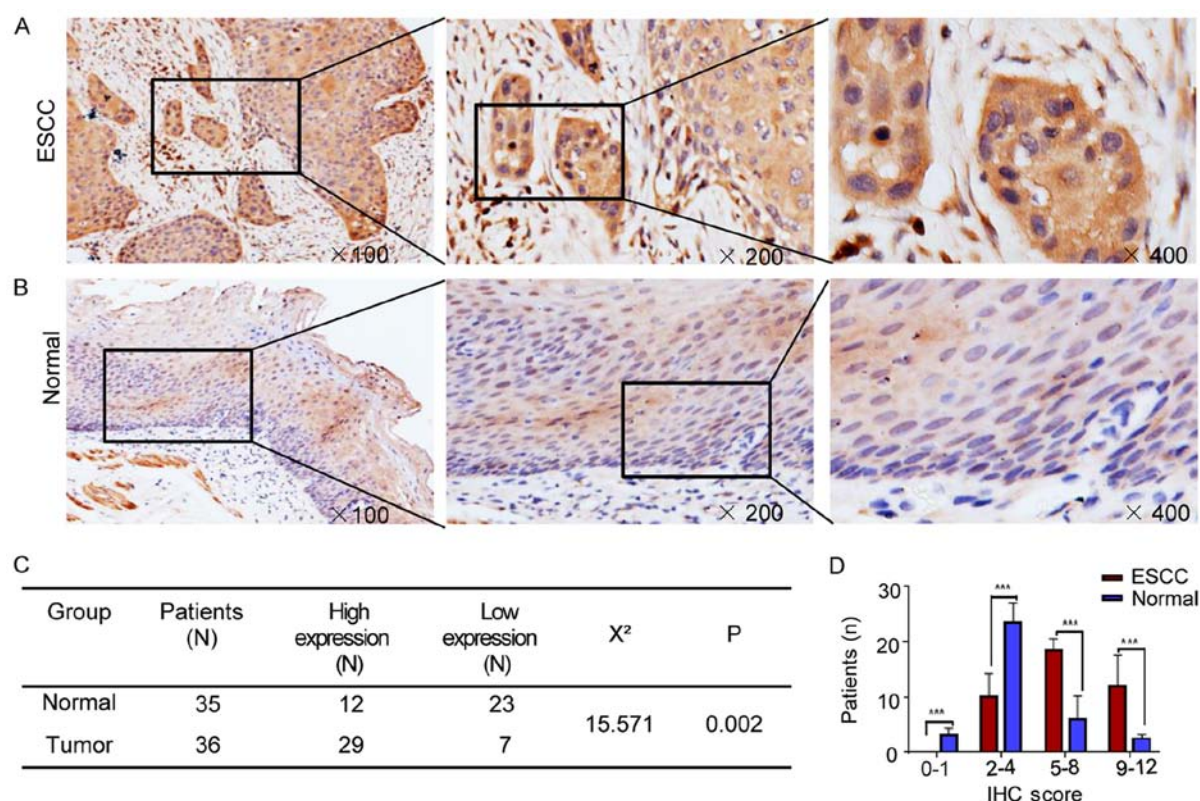 A
ESCC
× 100
× 200
× 400
B
Normal
× 100
× 200
× 400
C
Group
Patients
(N)
High
expression
(N)
Low
expression
(N)
X²
P
Normal
35
12
23
15.571
0.002
Tumor
36
29
7
D
ESCC
Normal
Patients (n)
30
20
10
0
***
***
***
***
0-1
2-4
5-8
9-12
IHC score